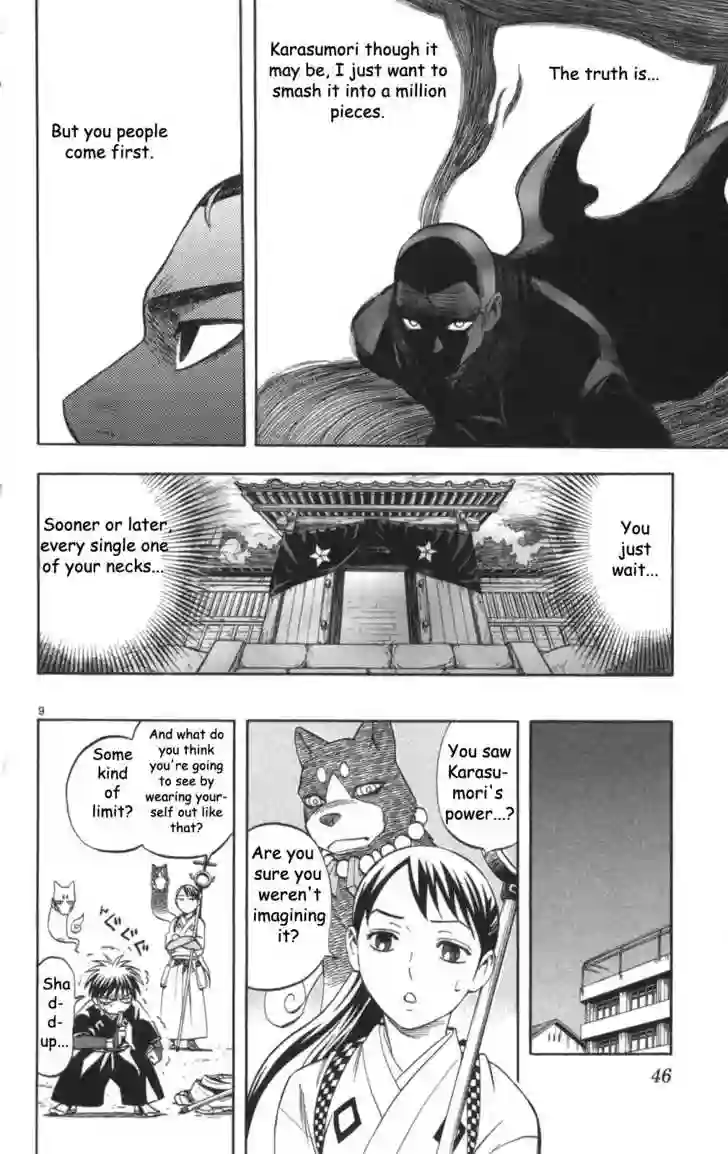 The truth is...
Karasumori though it
may be, I just want to
smash it into a million
pieces.
But you people
come first.
You
just
wait...
Sooner or later,
every single one
of your necks...
9
You saw
Karasu-
mori's
power...?
Are you
sure you
weren't
imagining
it?
And what do
you think
you're going
to see by
wearing your-
self out like
that?
Some
kind
of
limit?
Sha
d-
d-
up...
ぐぐぐ
46